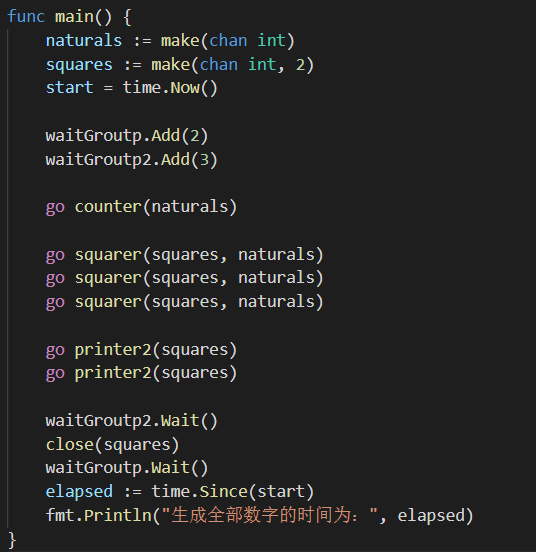 func main() {
    naturals := make(chan int)
    squares := make(chan int, 2)
    start = time.Now()

    waitGroutp.Add(2)
    waitGroutp2.Add(3)

    go counter(naturals)

    go squarer(squares, naturals)
    go squarer(squares, naturals)
    go squarer(squares, naturals)

    go printer2(squares)
    go printer2(squares)

    waitGroutp2.Wait()
    close(squares)
    waitGroutp.Wait()
    elapsed := time.Since(start)
    fmt.Println("生成全部数字的时间为：", elapsed)
}